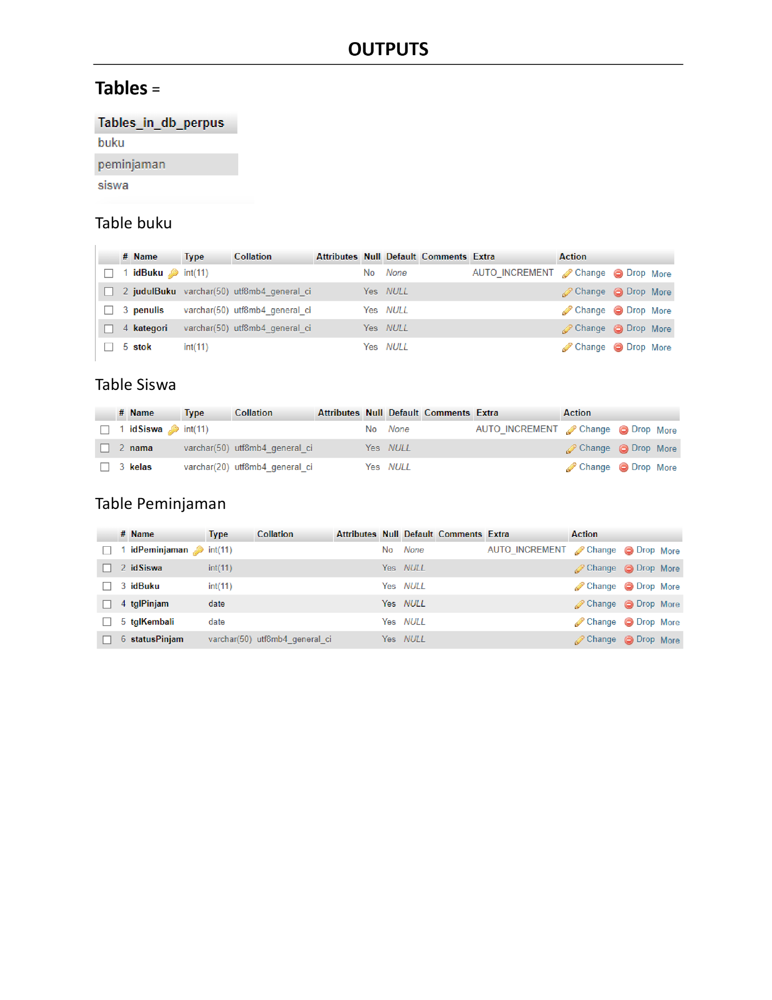 OUTPUTS
Tables =
Tables_in_db_perpus
buku
peminjaman
siswa
Table buku
# Name Type Collation Attributes Null Default Comments Extra Action
1 idBuku int(11) No None AUTO_INCREMENT Change Drop More
2 judulBuku varchar(50) utf8mb4_general_ci Yes NULL Change Drop More
3 penulis varchar(50) utf8mb4_general_ci Yes NULL Change Drop More
4 kategori varchar(50) utf8mb4_general_ci Yes NULL Change Drop More
5 stok int(11) Yes NULL Change Drop More
Table Siswa
# Name Type Collation Attributes Null Default Comments Extra Action
1 idSiswa int(11) No None AUTO_INCREMENT Change Drop More
2 nama varchar(50) utf8mb4_general_ci Yes NULL Change Drop More
3 kelas varchar(20) utf8mb4_general_ci Yes NULL Change Drop More
Table Peminjaman
# Name Type Collation Attributes Null Default Comments Extra Action
1 idPeminjaman int(11) No None AUTO_INCREMENT Change Drop More
2 idSiswa int(11) Yes NULL Change Drop More
3 idBuku int(11) Yes NULL Change Drop More
4 tglPinjam date Yes NULL Change Drop More
5 tglKembali date Yes NULL Change Drop More
6 statusPinjam varchar(50) utf8mb4_general_ci Yes NULL Change Drop More